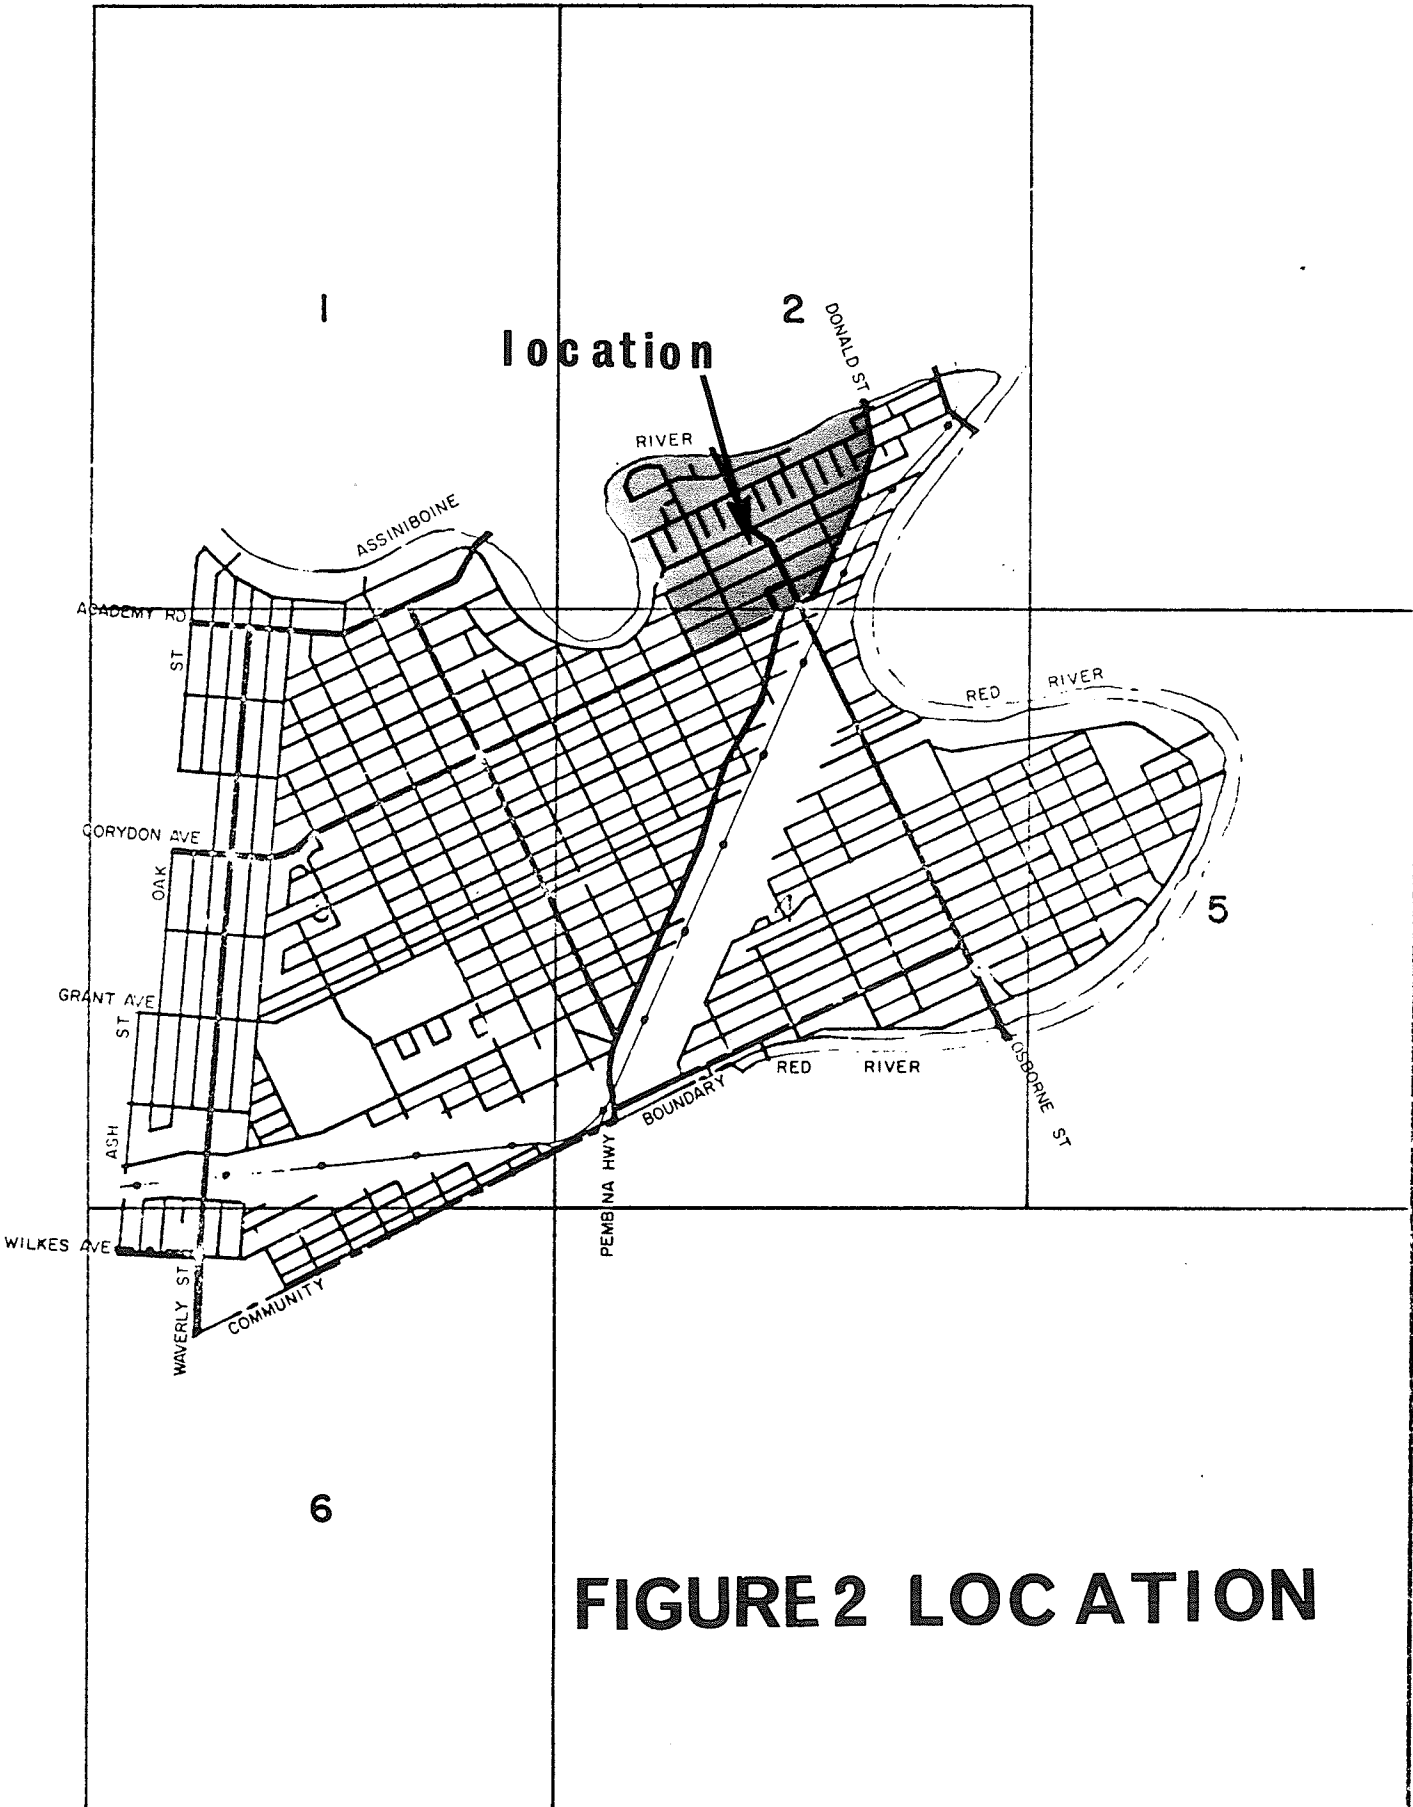 1
2
DONALD ST
location
RIVER
ASSINIBOINE
ACADEMY RD
ST
RED RIVER
CORYDON AVE
OAK
5
GRANT AVE
ST
RED RIVER
BOUNDARY
OSBORNE ST
ASH
PEMBINA HWY
WILKES AVE
WAVERLY ST
COMMUNITY
6
FIGURE 2 LOCATION